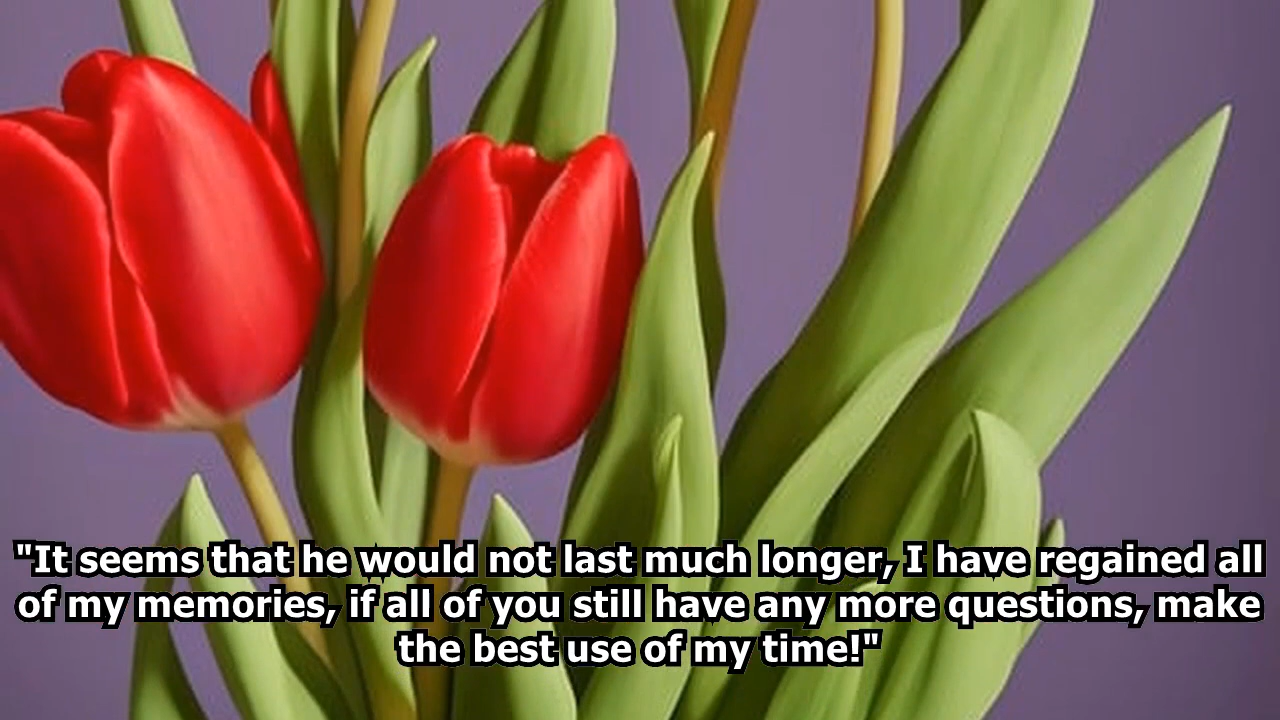 "It seems that he would not last much longer, I have regained all
of my memories, if all of you still have any more questions, make
the best use of my time!"